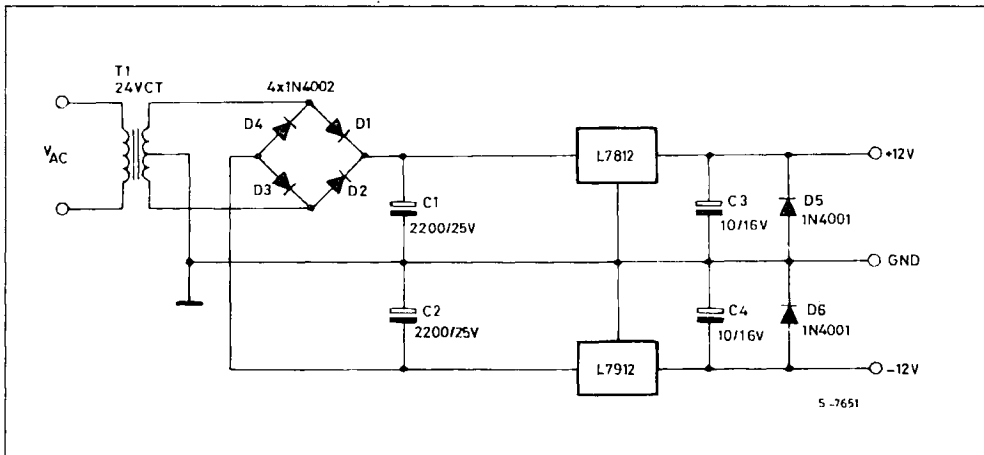 T1
24VCT
4x1N4002
D4
D1
VAC
D3
D2
L7812
+12V
C1
2200/25V
C3
10/16V
D5
1N4001
GND
C2
2200/25V
C4
10/16V
D6
1N4001
L7912
-12V
S-7651